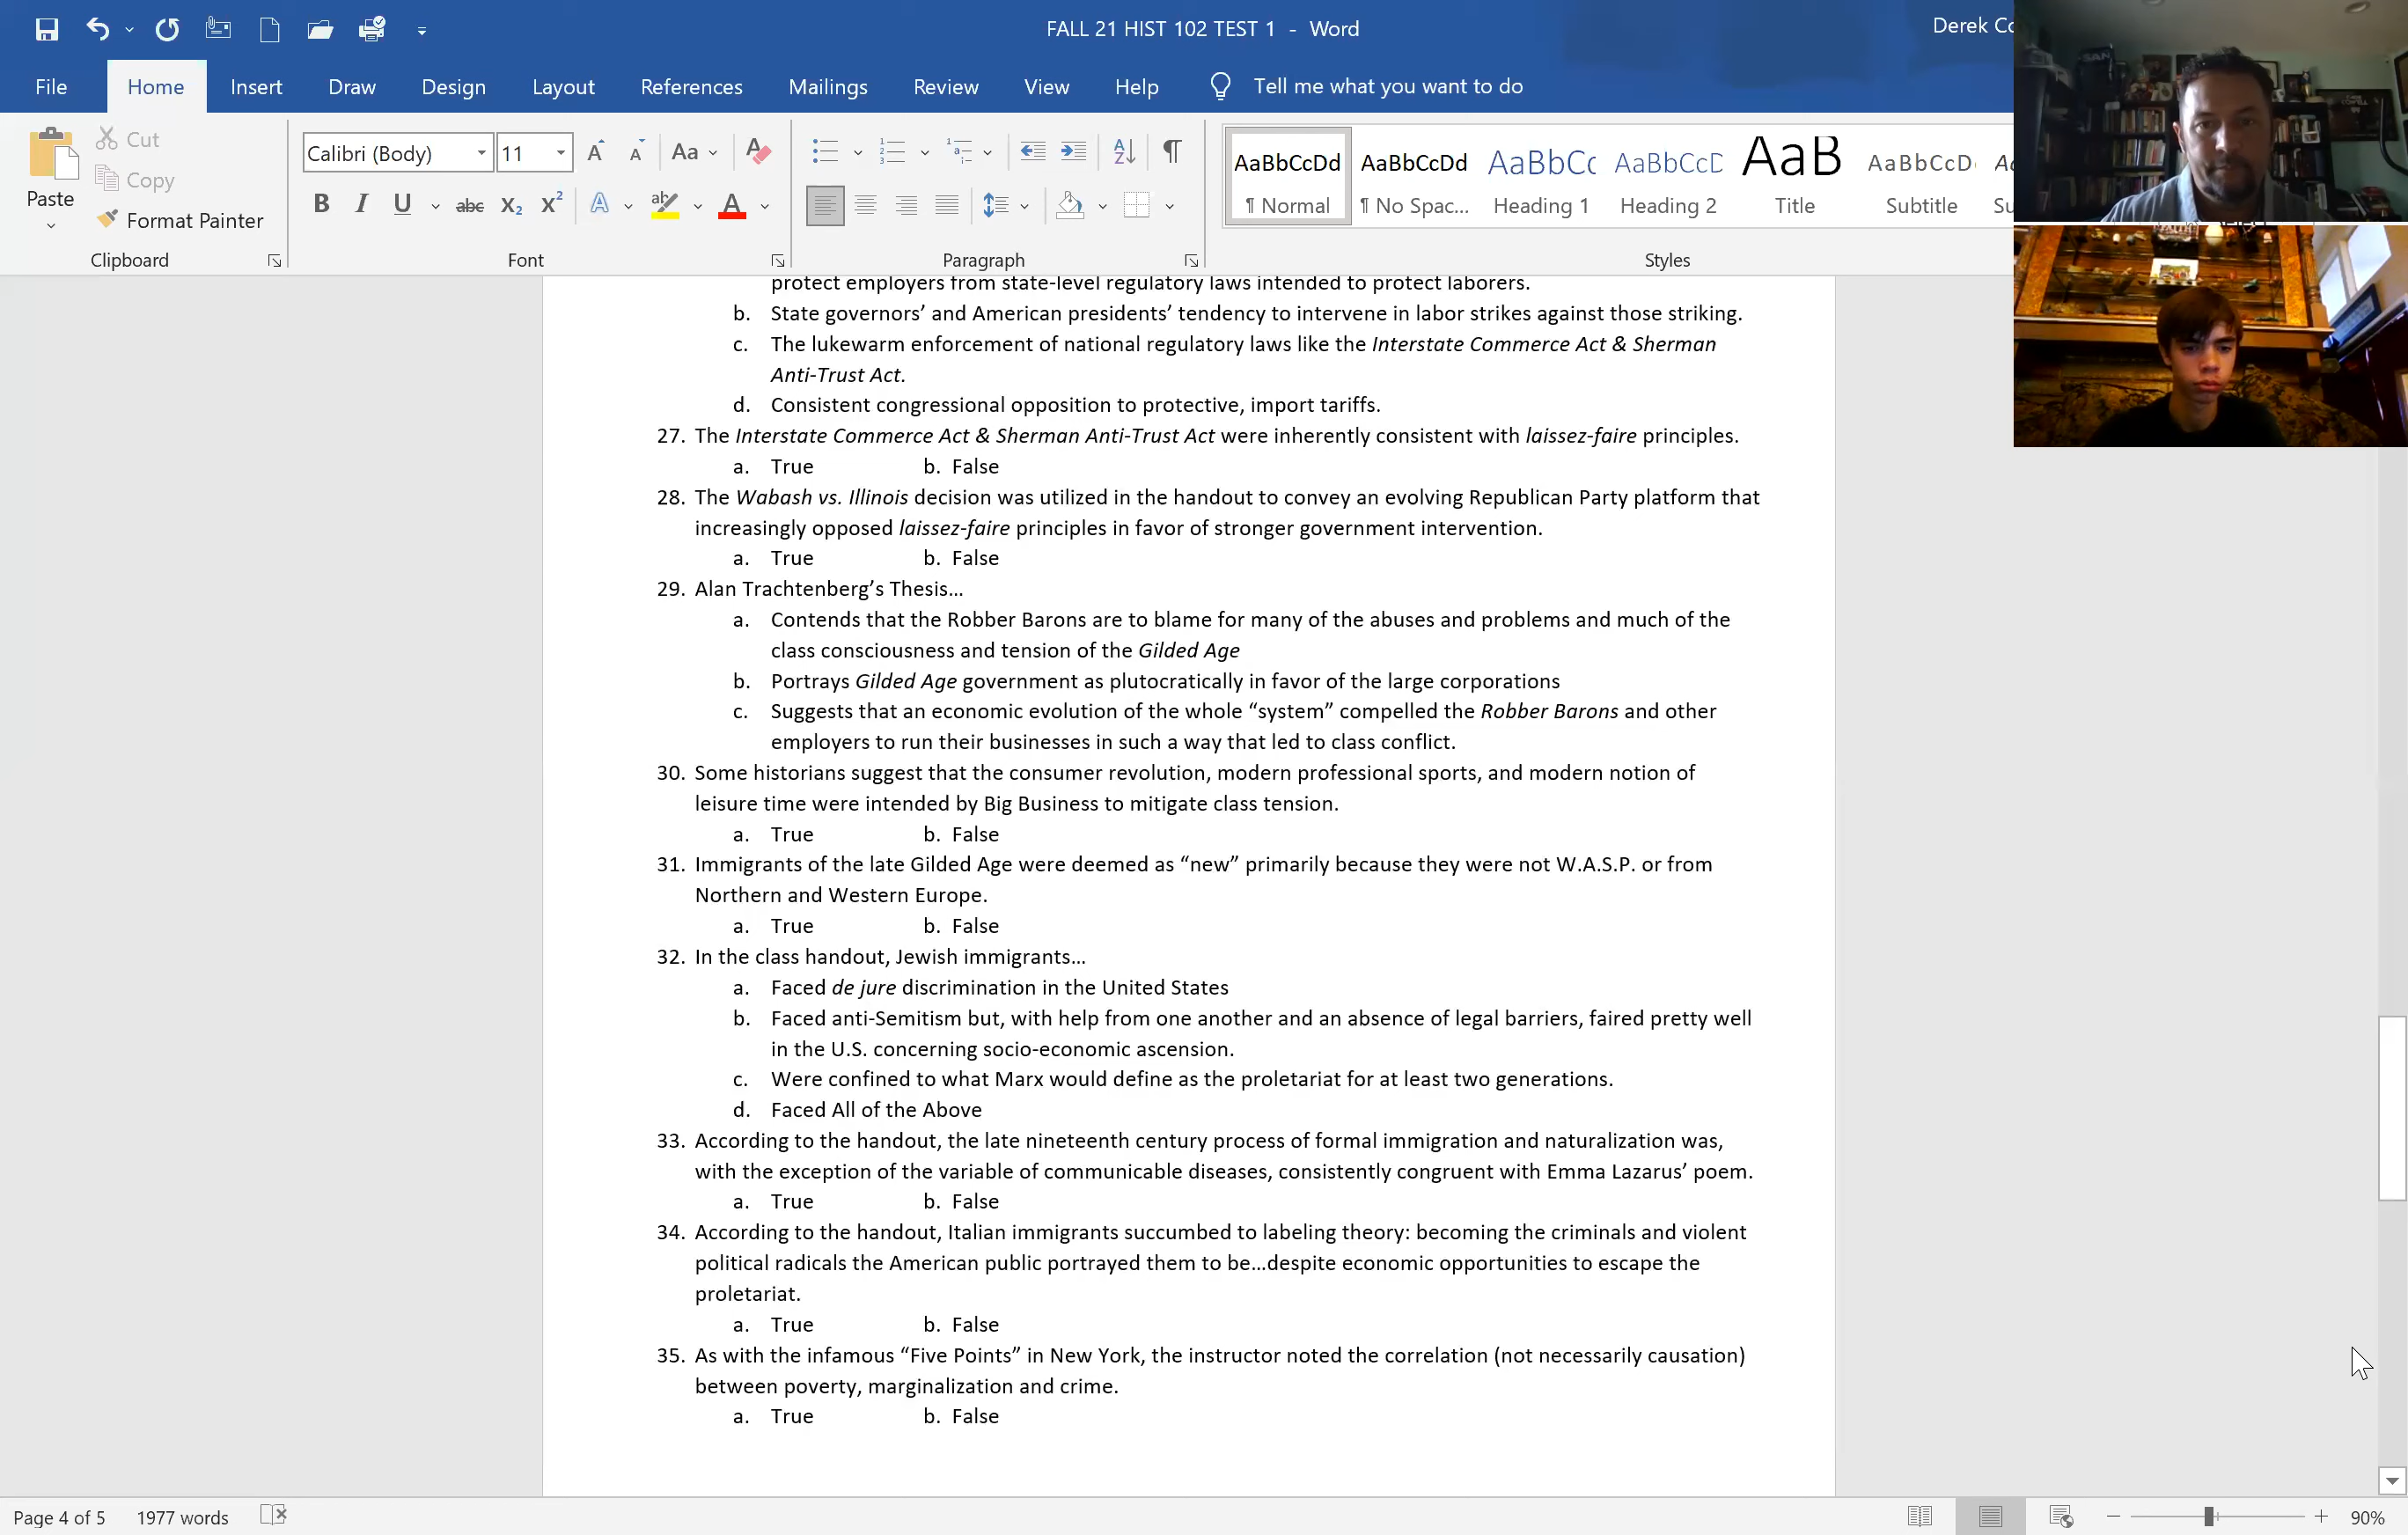 FALL 21 HIST 102 TEST 1 - Word
Derek Co
File Home Insert Draw Design Layout References Mailings Review View Help Tell me what you want to do
Paste
Cut
Copy
Format Painter
Clipboard
Calibri (Body) 11
Font
Paragraph
AaBbCcDd AaBbCcDd AaBbCc AaBbCcD AaB AaBbCcD
¶ Normal ¶ No Spac... Heading 1 Heading 2 Title Subtitle Su
Styles
protect employers from state-level regulatory laws intended to protect laborers.
b. State governors’ and American presidents’ tendency to intervene in labor strikes against those striking.
c. The lukewarm enforcement of national regulatory laws like the Interstate Commerce Act & Sherman
Anti-Trust Act.
d. Consistent congressional opposition to protective, import tariffs.
27. The Interstate Commerce Act & Sherman Anti-Trust Act were inherently consistent with laissez-faire principles.
a. True b. False
28. The Wabash vs. Illinois decision was utilized in the handout to convey an evolving Republican Party platform that
increasingly opposed laissez-faire principles in favor of stronger government intervention.
a. True b. False
29. Alan Trachtenberg’s Thesis…
a. Contends that the Robber Barons are to blame for many of the abuses and problems and much of the
class consciousness and tension of the Gilded Age
b. Portrays Gilded Age government as plutocratically in favor of the large corporations
c. Suggests that an economic evolution of the whole “system” compelled the Robber Barons and other
employers to run their businesses in such a way that led to class conflict.
30. Some historians suggest that the consumer revolution, modern professional sports, and modern notion of
leisure time were intended by Big Business to mitigate class tension.
a. True b. False
31. Immigrants of the late Gilded Age were deemed as “new” primarily because they were not W.A.S.P. or from
Northern and Western Europe.
a. True b. False
32. In the class handout, Jewish immigrants…
a. Faced de jure discrimination in the United States
b. Faced anti-Semitism but, with help from one another and an absence of legal barriers, faired pretty well
in the U.S. concerning socio-economic ascension.
c. Were confined to what Marx would define as the proletariat for at least two generations.
d. Faced All of the Above
33. According to the handout, the late nineteenth century process of formal immigration and naturalization was,
with the exception of the variable of communicable diseases, consistently congruent with Emma Lazarus’ poem.
a. True b. False
34. According to the handout, Italian immigrants succumbed to labeling theory: becoming the criminals and violent
political radicals the American public portrayed them to be…despite economic opportunities to escape the
proletariat.
a. True b. False
35. As with the infamous “Five Points” in New York, the instructor noted the correlation (not necessarily causation)
between poverty, marginalization and crime.
a. True b. False
Page 4 of 5 1977 words 90%